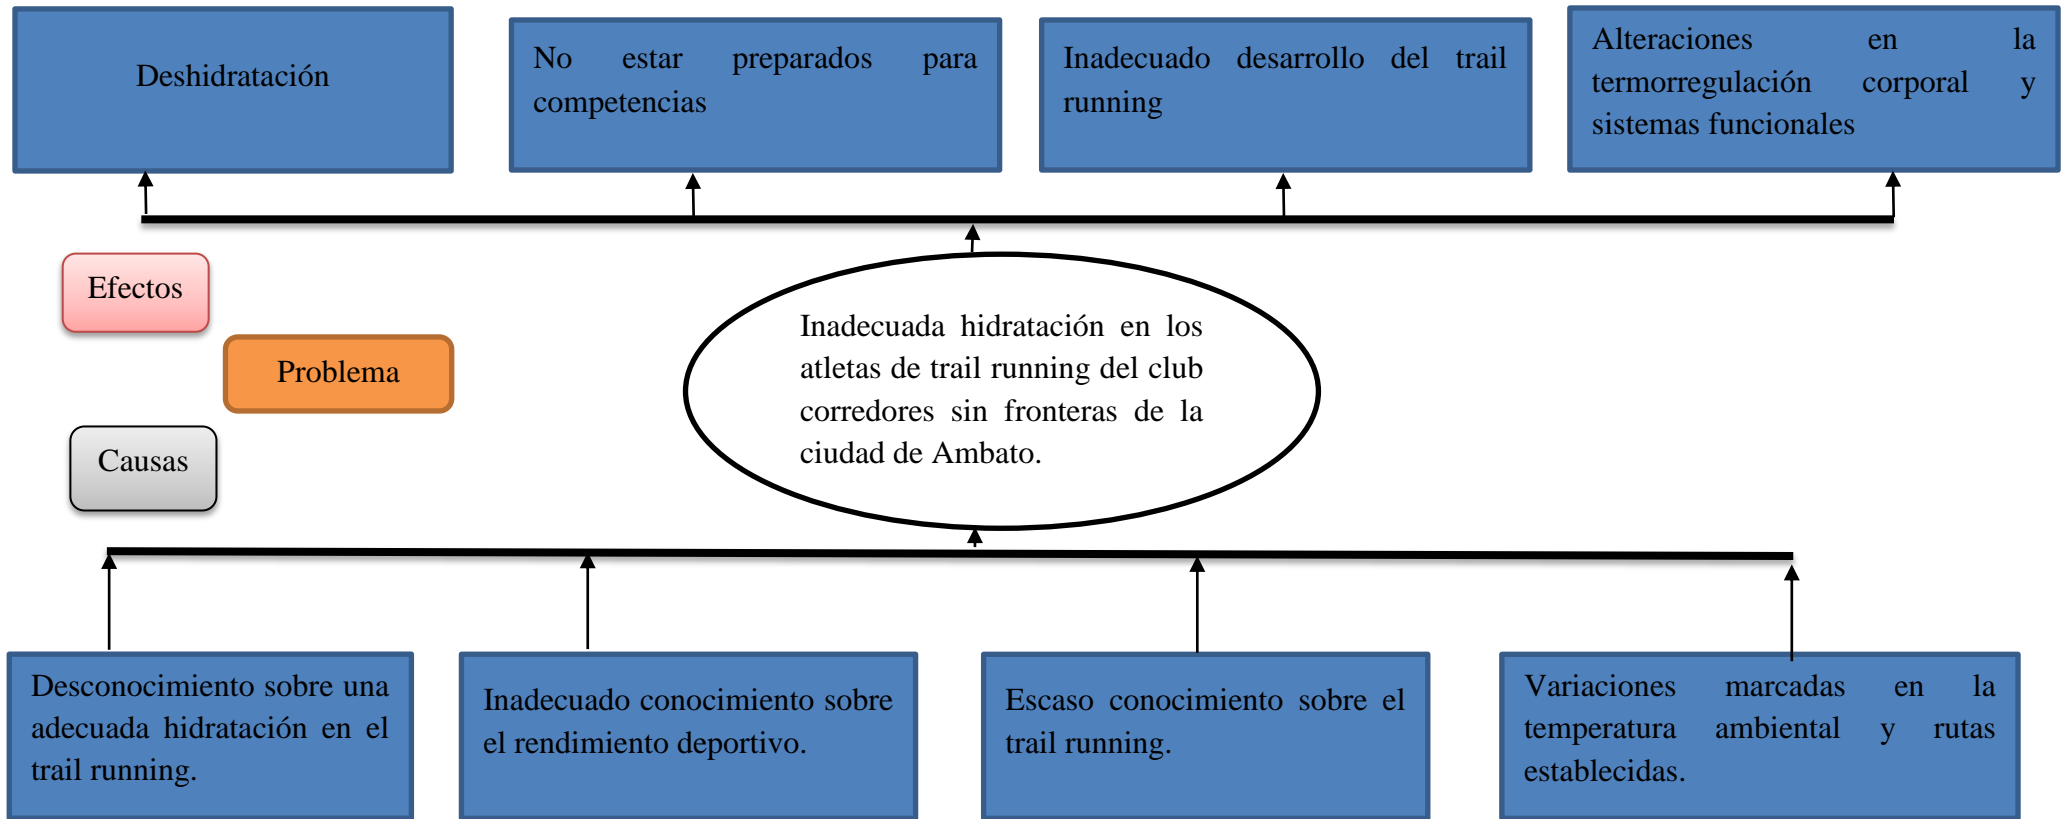 Deshidratación
No estar preparados para
competencias
Inadecuado desarrollo del trail
running
Alteraciones en la
termorregulación corporal y
sistemas funcionales
Efectos
Problema
Causas
Inadecuada hidratación en los
atletas de trail running del club
corredores sin fronteras de la
ciudad de Ambato.
Desconocimiento sobre una
adecuada hidratación en el
trail running.
Inadecuado conocimiento sobre
el rendimiento deportivo.
Escaso conocimiento sobre el
trail running.
Variaciones marcadas en la
temperatura ambiental y rutas
establecidas.